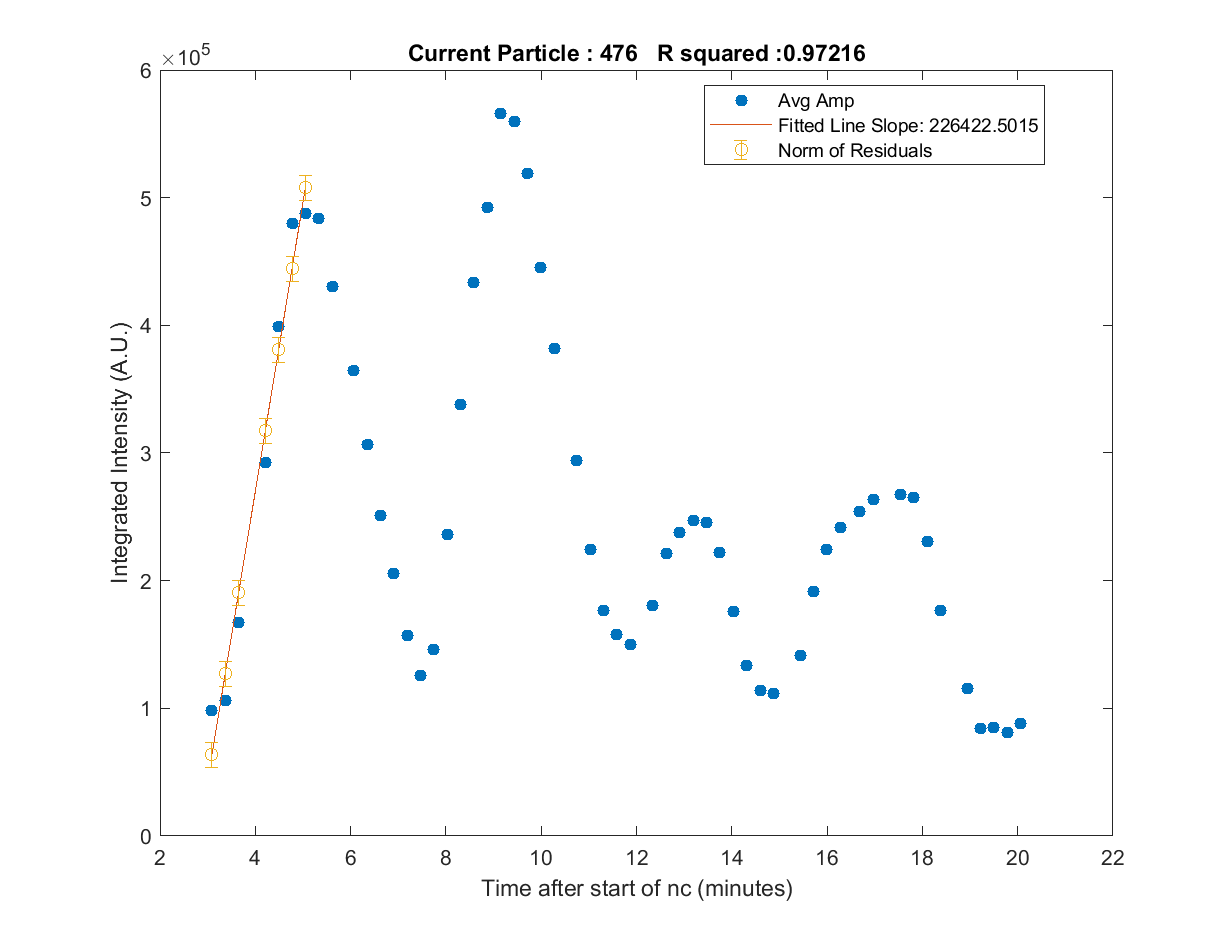 Current Particle : 476   R squared :0.97216
×10^5
Avg Amp
Fitted Line Slope: 226422.5015
Norm of Residuals
6
5
4
3
2
1
0
Integrated Intensity (A.U.)
2 4 6 8 10 12 14 16 18 20 22
Time after start of nc (minutes)